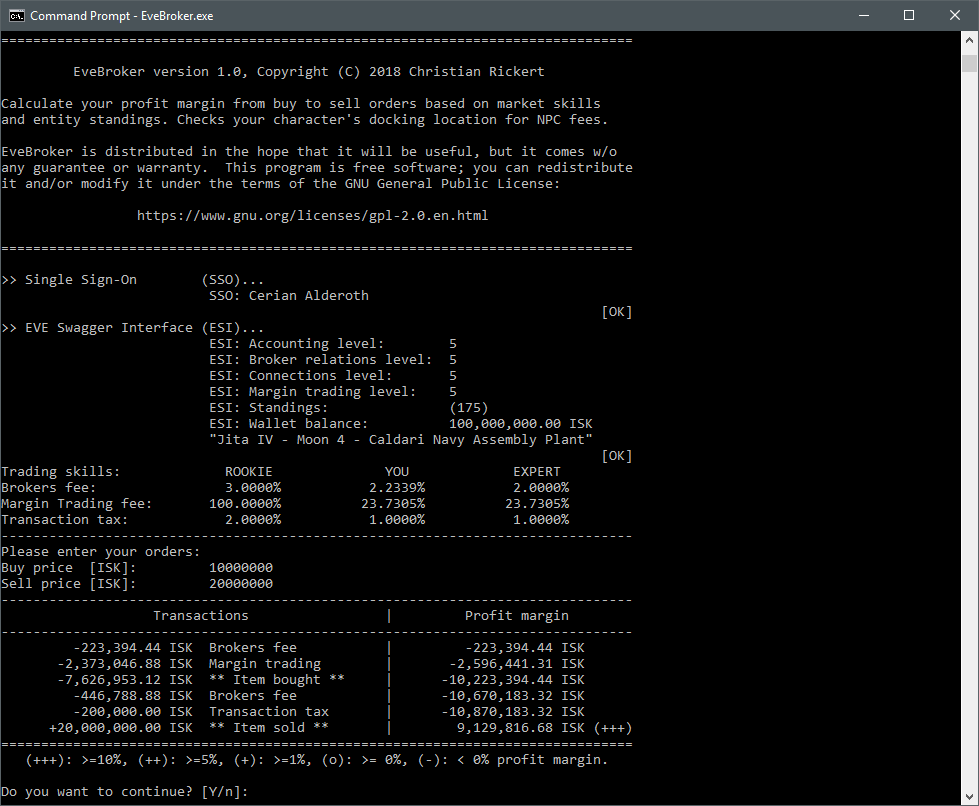 Command Prompt - EveBroker.exe
===============================================================================
EveBroker version 1.0, Copyright (C) 2018 Christian Rickert
Calculate your profit margin from buy to sell orders based on market skills
and entity standings. Checks your character's docking location for NPC fees.
EveBroker is distributed in the hope that it will be useful, but it comes w/o
any guarantee or warranty.  This program is free software; you can redistribute
it and/or modify it under the terms of the GNU General Public License:
https://www.gnu.org/licenses/gpl-2.0.en.html
===============================================================================
>> Single Sign-On        (SSO)...
SSO: Cerian Alderoth
[OK]
>> EVE Swagger Interface (ESI)...
ESI: Accounting level:        5
ESI: Broker relations level:  5
ESI: Connections level:       5
ESI: Margin trading level:    5
ESI: Standings:               (175)
ESI: Wallet balance:          100,000,000.00 ISK
"Jita IV - Moon 4 - Caldari Navy Assembly Plant"
[OK]
Trading skills:             ROOKIE              YOU             EXPERT
Brokers fee:                3.0000%           2.2339%           2.0000%
Margin Trading fee:       100.0000%          23.7305%          23.7305%
Transaction tax:            2.0000%           1.0000%           1.0000%
-------------------------------------------------------------------------------
Please enter your orders:
Buy price  [ISK]:         10000000
Sell price [ISK]:         20000000
-------------------------------------------------------------------------------
Transactions                 |         Profit margin
-------------------------------------------------------------------------------
-223,394.44 ISK  Brokers fee           |         -223,394.44 ISK
-2,373,046.88 ISK  Margin trading        |       -2,596,441.31 ISK
-7,626,953.12 ISK  ** Item bought **     |      -10,223,394.44 ISK
-446,788.88 ISK  Brokers fee           |      -10,670,183.32 ISK
-200,000.00 ISK  Transaction tax       |      -10,870,183.32 ISK
+20,000,000.00 ISK  ** Item sold **       |        9,129,816.68 ISK (+++)
===============================================================================
(+++): >=10%, (++): >=5%, (+): >=1%, (o): >= 0%, (-): < 0% profit margin.
Do you want to continue? [Y/n]: